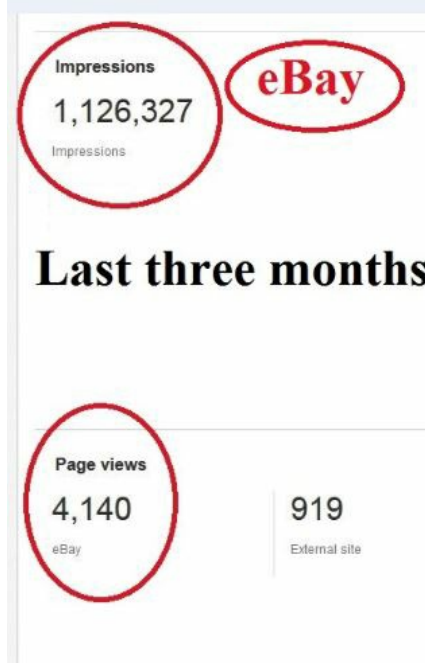 Impressions
eBay
1,126,327
Impressions
Last three months
Page views
4,140
919
eBay
External site